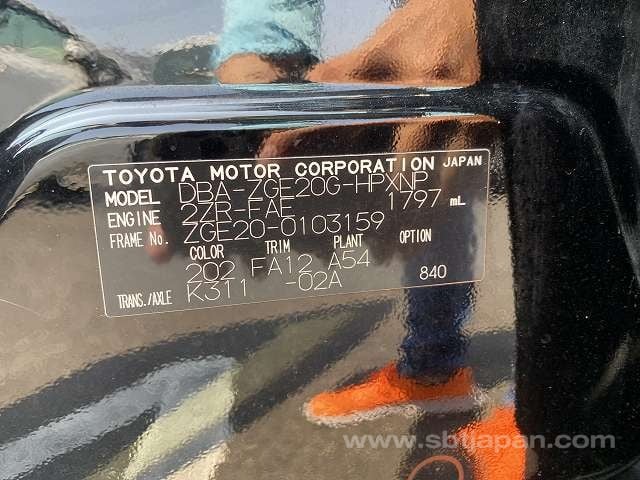 TOYOTA MOTOR CORPORATION JAPAN
MODEL DBA-ZGE20G-HPXNP
ENGINE 2ZR-FAE 1797 mL
FRAME No. ZGE20-0103159
COLOR TRIM PLANT OPTION
202 FA12 A54
TRANS./AXLE K311 -02A 840
www.sbtjapan.com